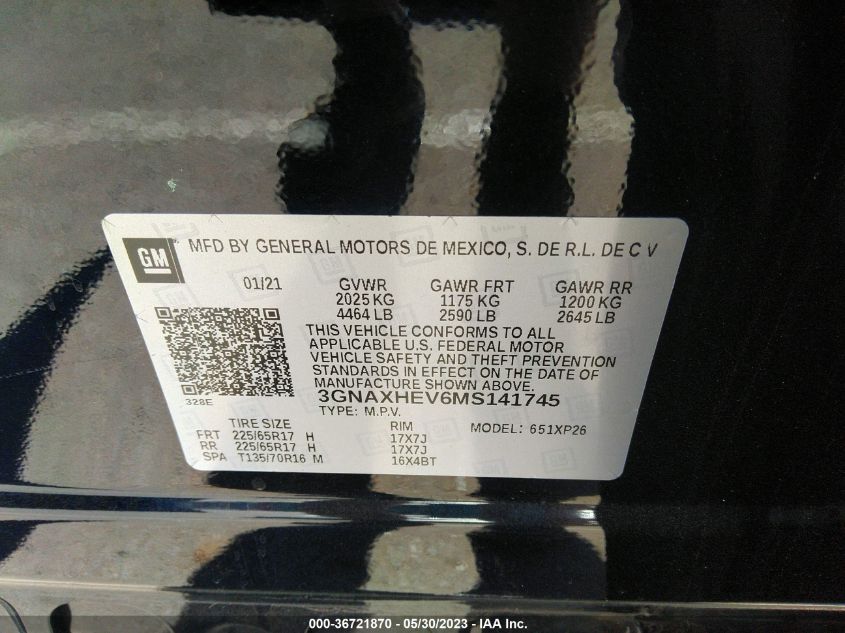 GM
MFD BY GENERAL MOTORS DE MEXICO, S. DE R.L. DE C V
01/21 GVWR GAWR FRT GAWR RR
2025 KG 1175 KG 1200 KG
4464 LB 2590 LB 2645 LB
THIS VEHICLE CONFORMS TO ALL
APPLICABLE U.S. FEDERAL MOTOR
VEHICLE SAFETY AND THEFT PREVENTION
STANDARDS IN EFFECT ON THE DATE OF
MANUFACTURE SHOWN ABOVE.
328E
3GNAXHEV6MS141745
TYPE: M.P.V.
TIRE SIZE RIM MODEL: 651XP26
FRT 225/65R17 H 17X7J
RR 225/65R17 H 17X7J
SPA T135/70R16 M 16X4BT
000-36721870 — 05/30/2023 - IAA Inc.